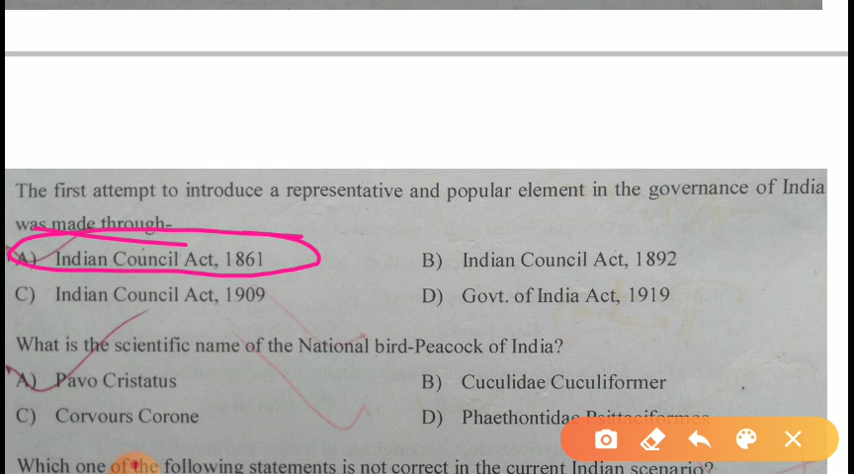 The first attempt to introduce a representative and popular element in the governance of India
was made through-
A) Indian Council Act, 1861
B) Indian Council Act, 1892
C) Indian Council Act, 1909
D) Govt. of India Act, 1919
What is the scientific name of the National bird-Peacock of India?
A) Pavo Cristatus
B) Cuculidae Cuculiformer
C) Corvours Corone
D) Phaethontidae Psittaciformes
Which one of the following statements is not correct in the current Indian scenario?